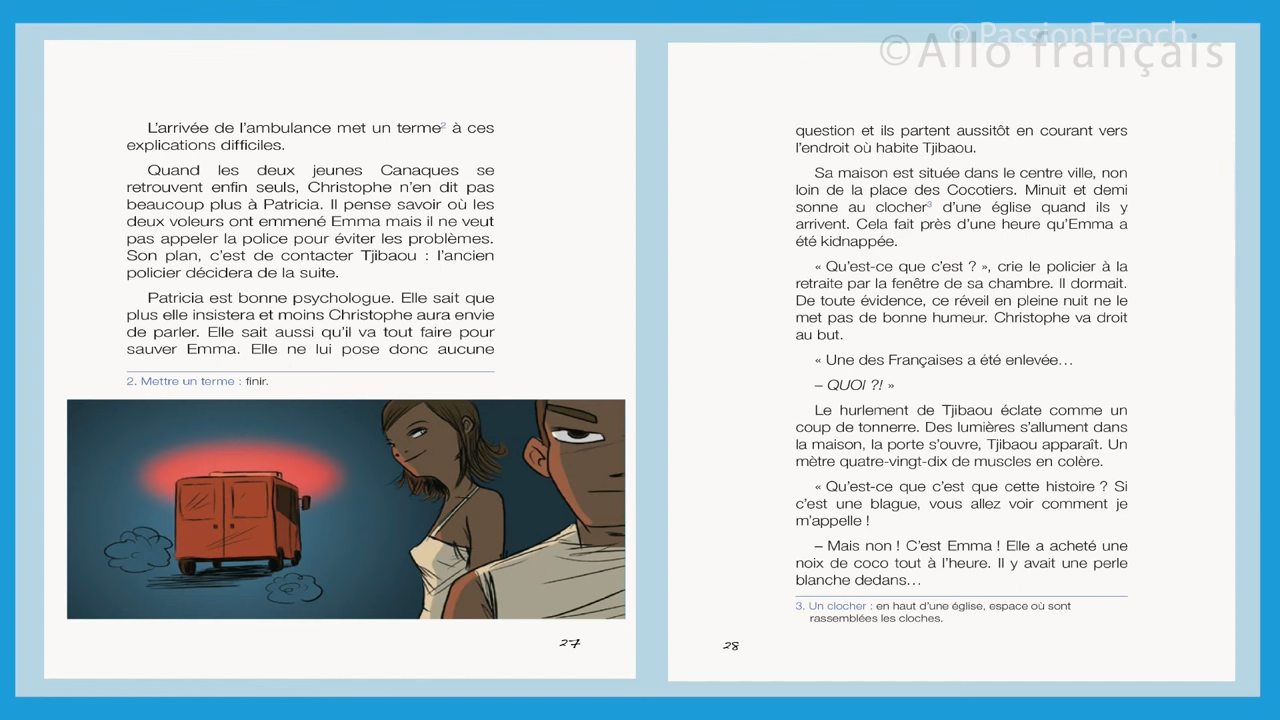 ©PassionFrench
©Allo français
L'arrivée de l'ambulance met un terme² à ces
explications difficiles.
Quand les deux jeunes Canaques se
retrouvent enfin seuls, Christophe n'en dit pas
beaucoup plus à Patricia. Il pense savoir où les
deux voleurs ont emmené Emma mais il ne veut
pas appeler la police pour éviter les problèmes.
Son plan, c'est de contacter Tjibaou : l'ancien
policier décidera de la suite.
Patricia est bonne psychologue. Elle sait que
plus elle insistera et moins Christophe aura envie
de parler. Elle sait aussi qu'il va tout faire pour
sauver Emma. Elle ne lui pose donc aucune
2. Mettre un terme : finir.
27
question et ils partent aussitôt en courant vers
l'endroit où habite Tjibaou.
Sa maison est située dans le centre ville, non
loin de la place des Cocotiers. Minuit et demi
sonne au clocher³ d'une église quand ils y
arrivent. Cela fait près d'une heure qu'Emma a
été kidnappée.
« Qu'est-ce que c'est ? », crie le policier à la
retraite par la fenêtre de sa chambre. Il dormait.
De toute évidence, ce réveil en pleine nuit ne le
met pas de bonne humeur. Christophe va droit
au but.
« Une des Françaises a été enlevée…
– QUOI ?! »
Le hurlement de Tjibaou éclate comme un
coup de tonnerre. Des lumières s'allument dans
la maison, la porte s'ouvre, Tjibaou apparaît. Un
mètre quatre-vingt-dix de muscles en colère.
« Qu'est-ce que c'est que cette histoire ? Si
c'est une blague, vous allez voir comment je
m'appelle !
– Mais non ! C'est Emma ! Elle a acheté une
noix de coco tout à l'heure. Il y avait une perle
blanche dedans…
3. Un clocher : en haut d'une église, espace où sont
rassemblées les cloches.
28